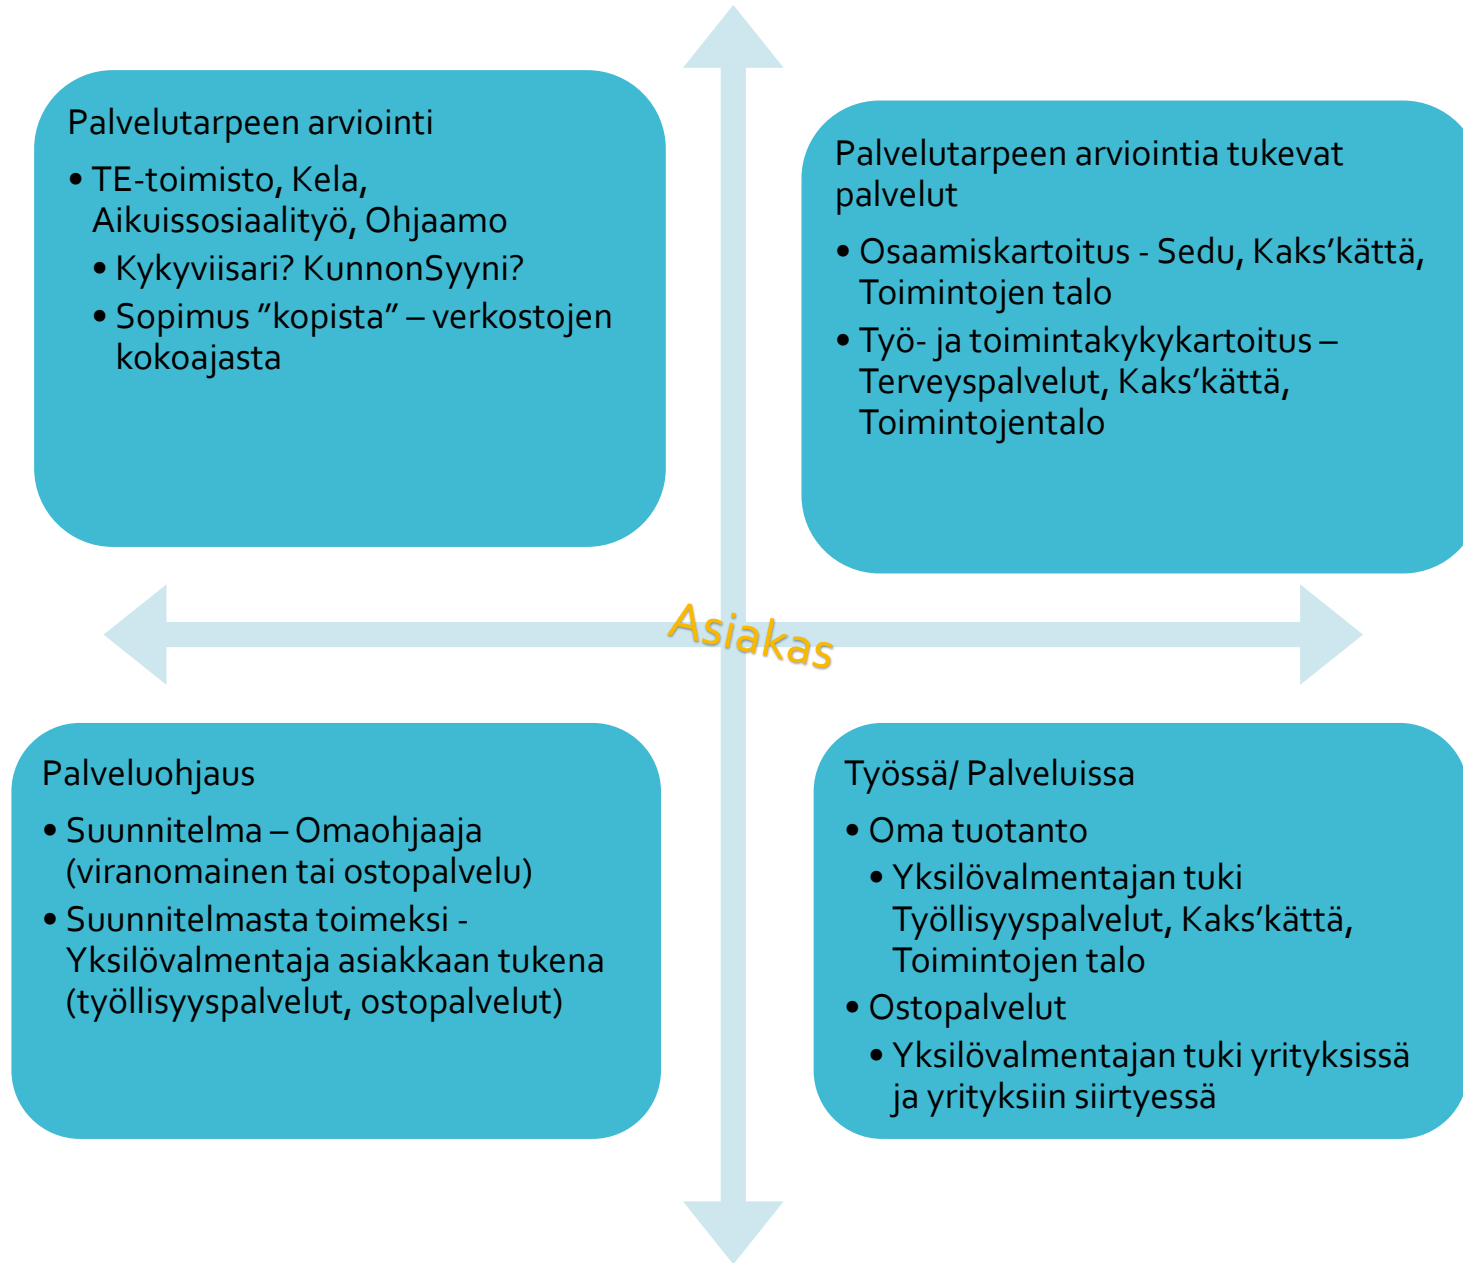 Palvelutarpeen arviointi
• TE-toimisto, Kela,
Aikuissosiaalityö, Ohjaamo
• Kykyviisari? KunnonSyyni?
• Sopimus ”kopista” – verkostojen
kokoajasta
Palvelutarpeen arviointia tukevat
palvelut
• Osaamiskartoitus - Sedu, Kaks’kättä,
Toimintojen talo
• Työ- ja toimintakykykartoitus –
Terveyspalvelut, Kaks’kättä,
Toimintojentalo
Asiakas
Palveluohjaus
• Suunnitelma – Omaohjaaja
(viranomainen tai ostopalvelu)
• Suunnitelmasta toimeksi -
Yksilövalmentaja asiakkaan tukena
(työllisyyspalvelut, ostopalvelut)
Työssä/ Palveluissa
• Oma tuotanto
• Yksilövalmentajan tuki
Työllisyyspalvelut, Kaks’kättä,
Toimintojen talo
• Ostopalvelut
• Yksilövalmentajan tuki yrityksissä
ja yrityksiin siirtyessä